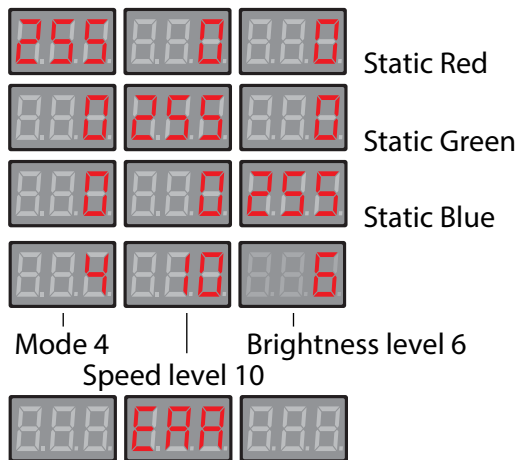 255 0 0 Static Red
0 255 0 Static Green
0 0 255 Static Blue
4 10 6
Mode 4 Brightness level 6
Speed level 10
EAA